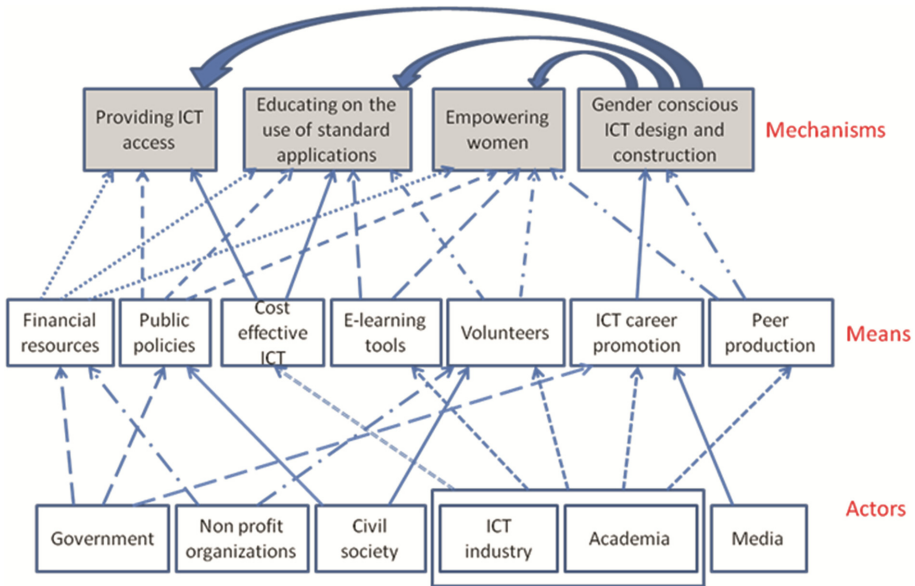 Providing ICT
access
Educating on the
use of standard
applications
Empowering
women
Gender conscious
ICT design and
construction
Mechanisms
Financial
resources
Public
policies
Cost
effective
ICT
E-learning
tools
Volunteers
ICT career
promotion
Peer
production
Means
Government
Non profit
organizations
Civil
society
ICT
industry
Academia
Media
Actors